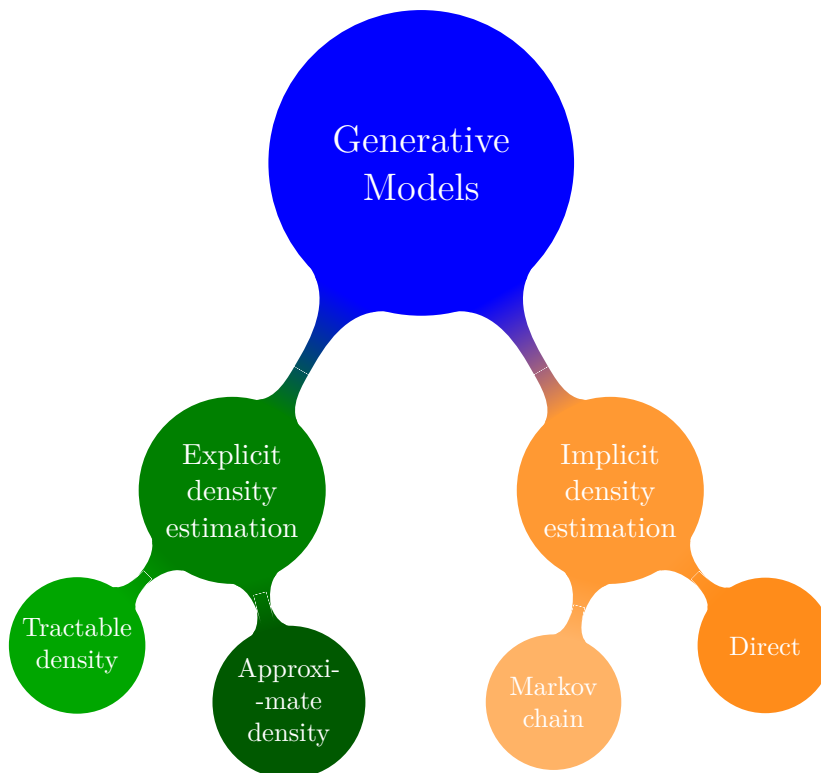 Generative
Models
Explicit
density
estimation
Implicit
density
estimation
Tractable
density
Approxi-
-mate
density
Markov
chain
Direct